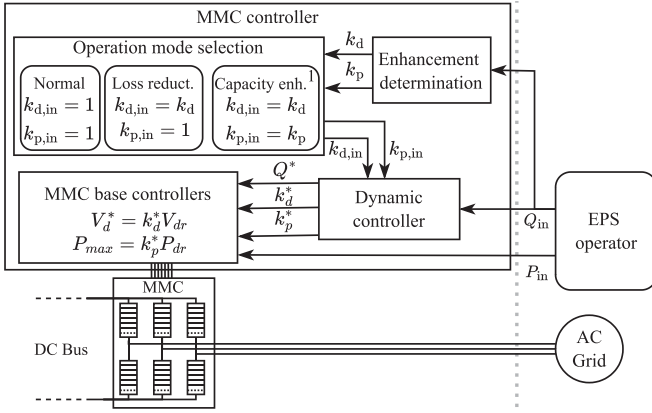 MMC controller
Operation mode selection
Normal
k_{d,in} = 1
k_{p,in} = 1
Loss reduct.
k_{d,in} = k_d
k_{p,in} = 1
Capacity enh.¹
k_{d,in} = k_d
k_{p,in} = k_p
k_d
k_p
Enhancement
determination
k_{d,in}
k_{p,in}
MMC base controllers
V_d^* = k_d^* V_{dr}
P_{max} = k_p^* P_{dr}
Q^*
k_d^*
k_p^*
Dynamic
controller
Q_{in}
P_{in}
EPS
operator
MMC
DC Bus
AC
Grid